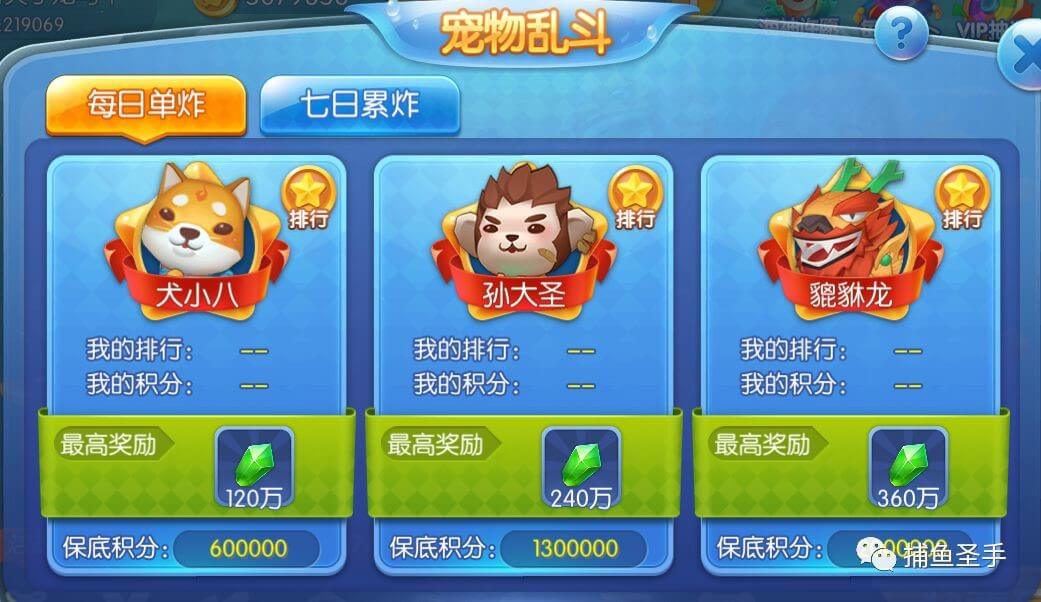 宠物乱斗
219069
?
VIP抽
每日单炸
七日累炸
排行
犬小八
我的排行: --
我的积分: --
最高奖励
120万
保底积分: 600000
排行
孙大圣
我的排行: --
我的积分: --
最高奖励
240万
保底积分: 1300000
排行
貔貅龙
我的排行: --
我的积分: --
最高奖励
360万
保底积分:
捕鱼圣手